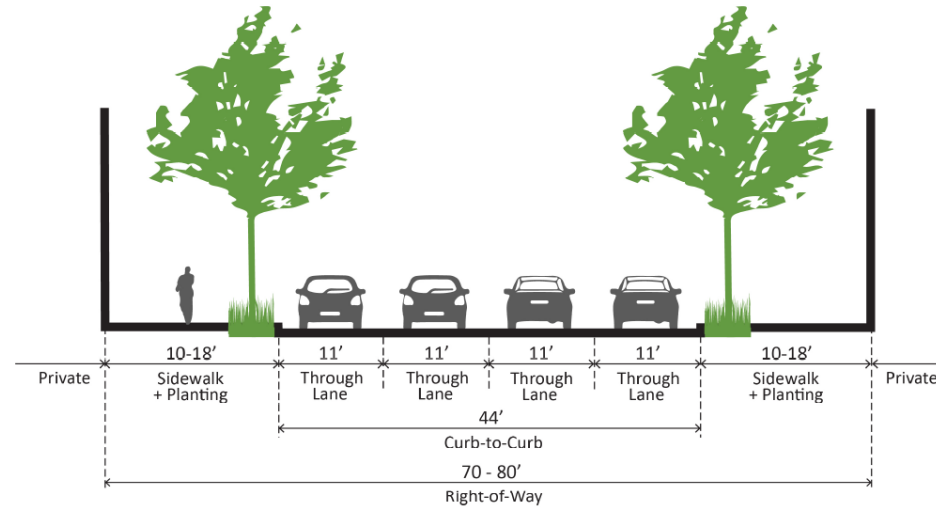 10-18’ 11’ 11’ 11’ 11’ 10-18’
Private Sidewalk Through Through Through Through Sidewalk Private
+ Planting Lane Lane Lane Lane + Planting
44’
Curb-to-Curb
70 - 80’
Right-of-Way